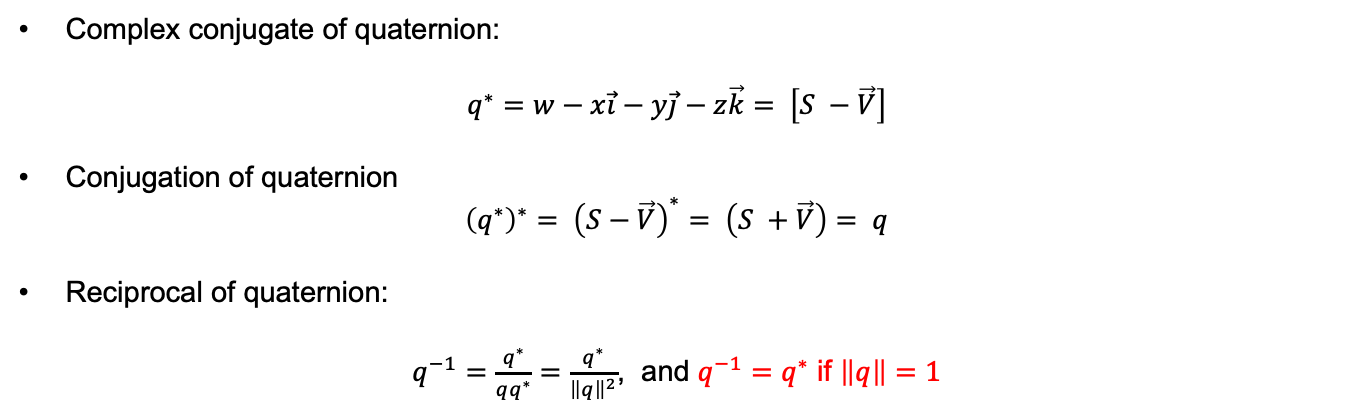 • Complex conjugate of quaternion:
q* = w − xi⃗ − yj⃗ − zk⃗ = [S − V⃗]
• Conjugation of quaternion
(q*)* = (S − V⃗)* = (S + V⃗) = q
• Reciprocal of quaternion:
q⁻¹ = q*/qq* = q*/‖q‖², and q⁻¹ = q* if ‖q‖ = 1